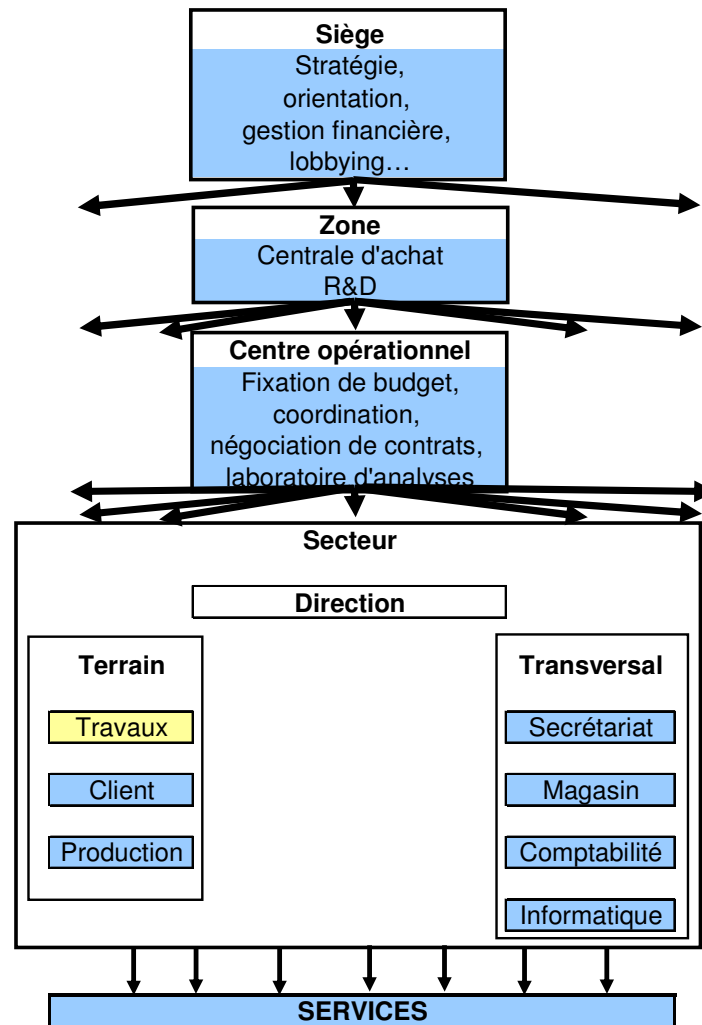 Siège
Stratégie,
orientation,
gestion financière,
lobbying…
Zone
Centrale d'achat
R&D
Centre opérationnel
Fixation de budget,
coordination,
négociation de contrats,
laboratoire d'analyses
Secteur
Direction
Terrain
Travaux
Client
Production
Transversal
Secrétariat
Magasin
Comptabilité
Informatique
SERVICES